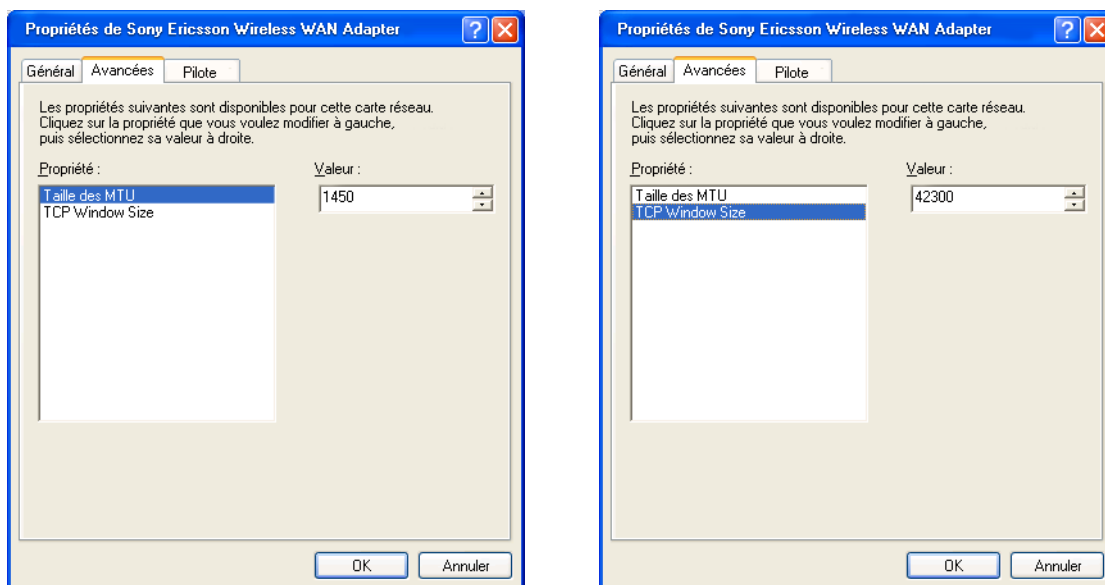 Propriétés de Sony Ericsson Wireless WAN Adapter
Général
Avancées
Pilote
Les propriétés suivantes sont disponibles pour cette carte réseau.
Cliquez sur la propriété que vous voulez modifier à gauche,
puis sélectionnez sa valeur à droite.
Propriété :
Valeur :
Taille des MTU
1450
TCP Window Size
OK
Annuler
Propriétés de Sony Ericsson Wireless WAN Adapter
Général
Avancées
Pilote
Les propriétés suivantes sont disponibles pour cette carte réseau.
Cliquez sur la propriété que vous voulez modifier à gauche,
puis sélectionnez sa valeur à droite.
Propriété :
Valeur :
Taille des MTU
42300
TCP Window Size
OK
Annuler